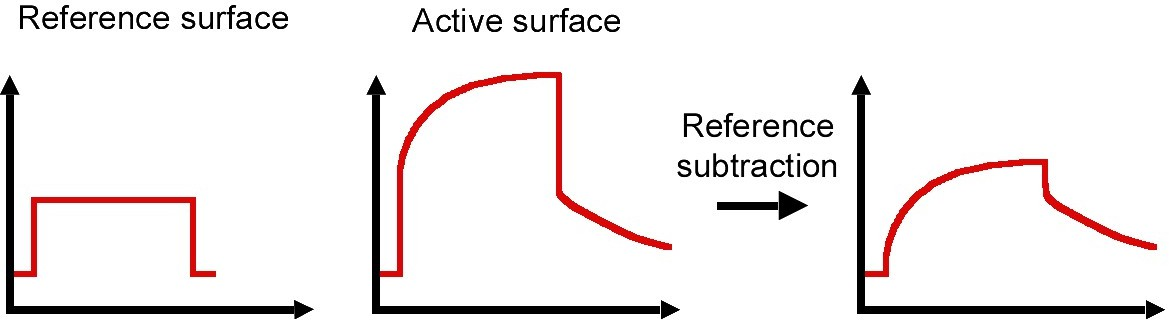 Reference surface
Active surface
Reference
subtraction